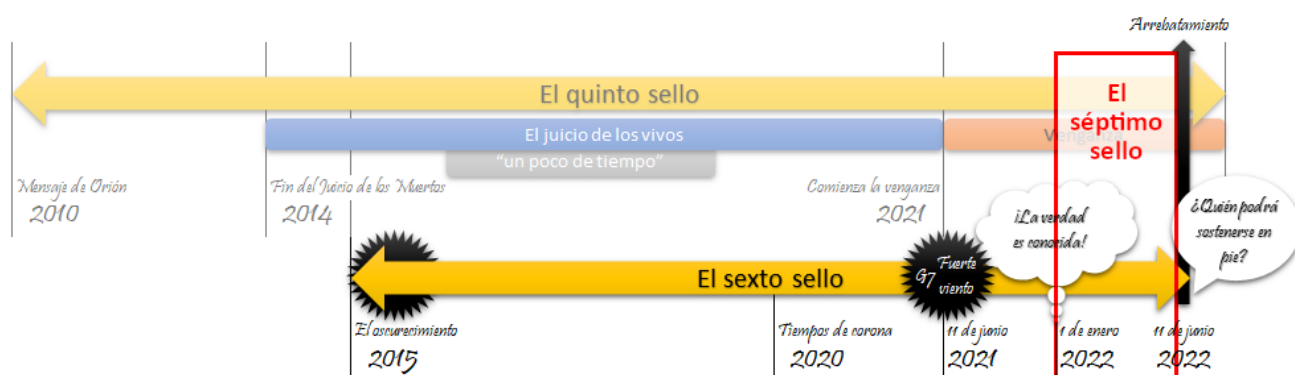 Arrebatamiento
El quinto sello
El
séptimo
sello
El juicio de los vivos
Venganza
"un poco de tiempo"
Mensaje de Orión
2010
Fin del Juicio de los Muertos
2014
Comienza la venganza
2021
¡La verdad
es conocida!
¿Quién podrá
sostenerse en
pie?
El sexto sello
G7
Fuerte
viento
El oscurecimiento
2015
Tiempos de corona
2020
11 de junio
2021
1 de enero
2022
11 de junio
2022